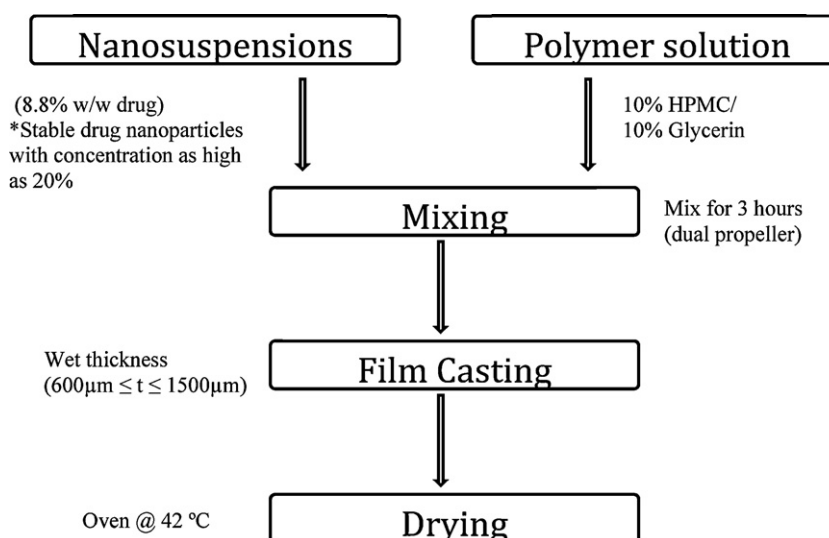 Nanosuspensions
Polymer solution
(8.8% w/w drug)
*Stable drug nanoparticles
with concentration as high
as 20%
10% HPMC/
10% Glycerin
Mixing
Mix for 3 hours
(dual propeller)
Wet thickness
(600μm ≤ t ≤ 1500μm)
Film Casting
Oven @ 42 ºC
Drying